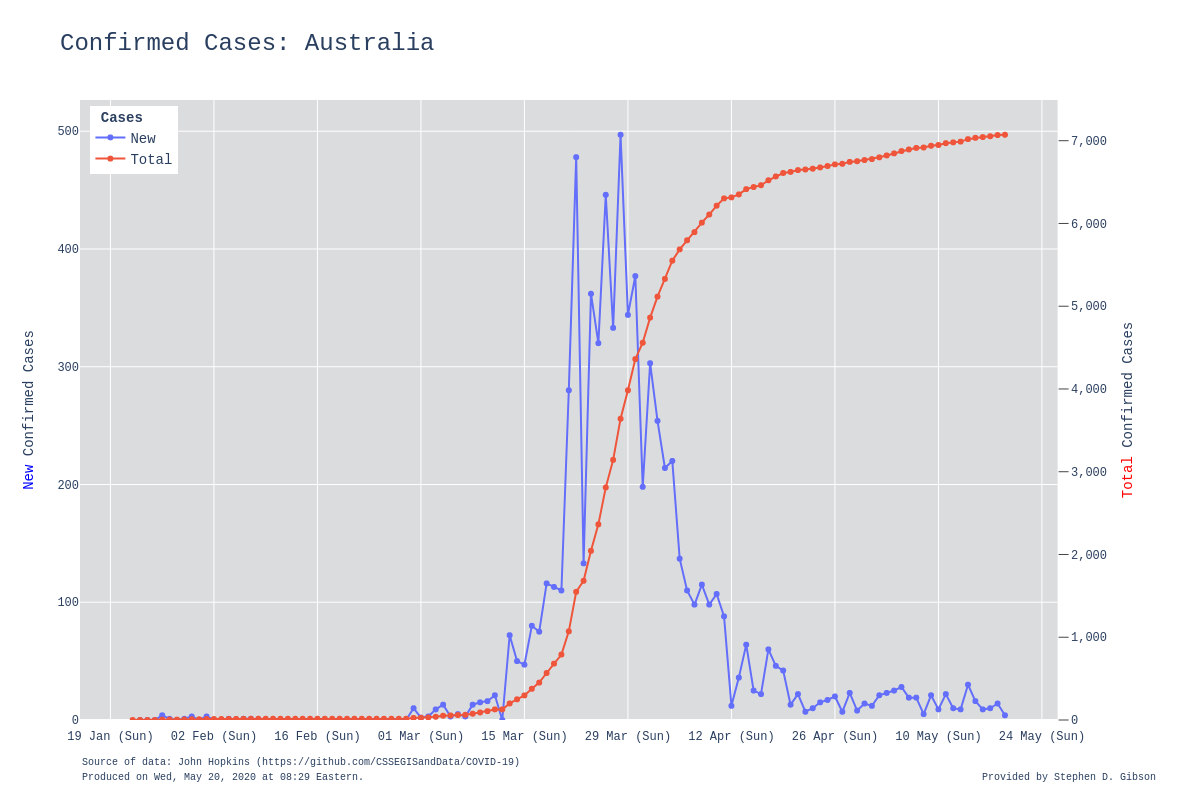 Confirmed Cases: Australia
Cases
New
Total
500
400
300
200
100
0
7,000
6,000
5,000
4,000
3,000
2,000
1,000
0
New Confirmed Cases
Total Confirmed Cases
19 Jan (Sun)
02 Feb (Sun)
16 Feb (Sun)
01 Mar (Sun)
15 Mar (Sun)
29 Mar (Sun)
12 Apr (Sun)
26 Apr (Sun)
10 May (Sun)
24 May (Sun)
Source of data: John Hopkins (https://github.com/CSSEGISandData/COVID-19)
Produced on Wed, May 20, 2020 at 08:29 Eastern.
Provided by Stephen D. Gibson